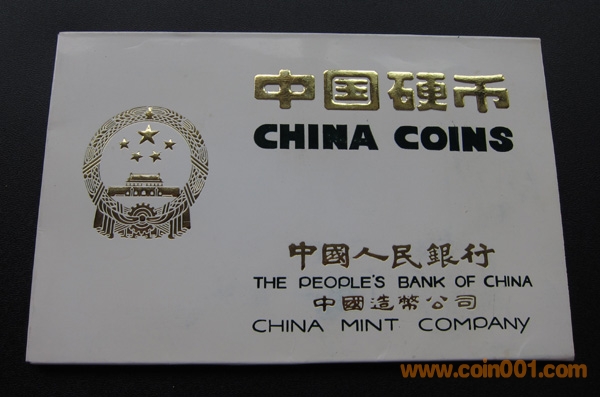 中国硬币
CHINA COINS
中國人民銀行
THE PEOPLE'S BANK OF CHINA
中國造幣公司
CHINA MINT COMPANY
www.coin001.com